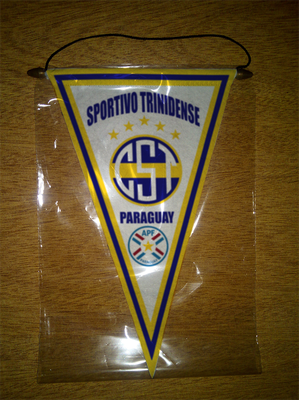 SPORTIVO TRINIDENSE
CST
PARAGUAY
APF